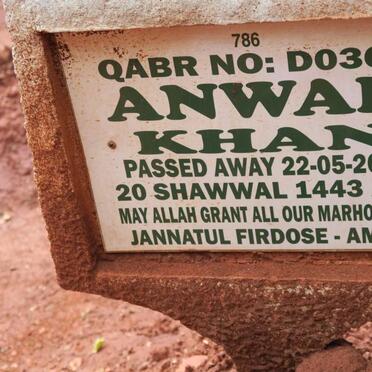 786
QABR NO: D030
ANWA
KHAN
PASSED AWAY 22-05-20
20 SHAWWAL 1443
MAY ALLAH GRANT ALL OUR MARHO
JANNATUL FIRDOSE - AM